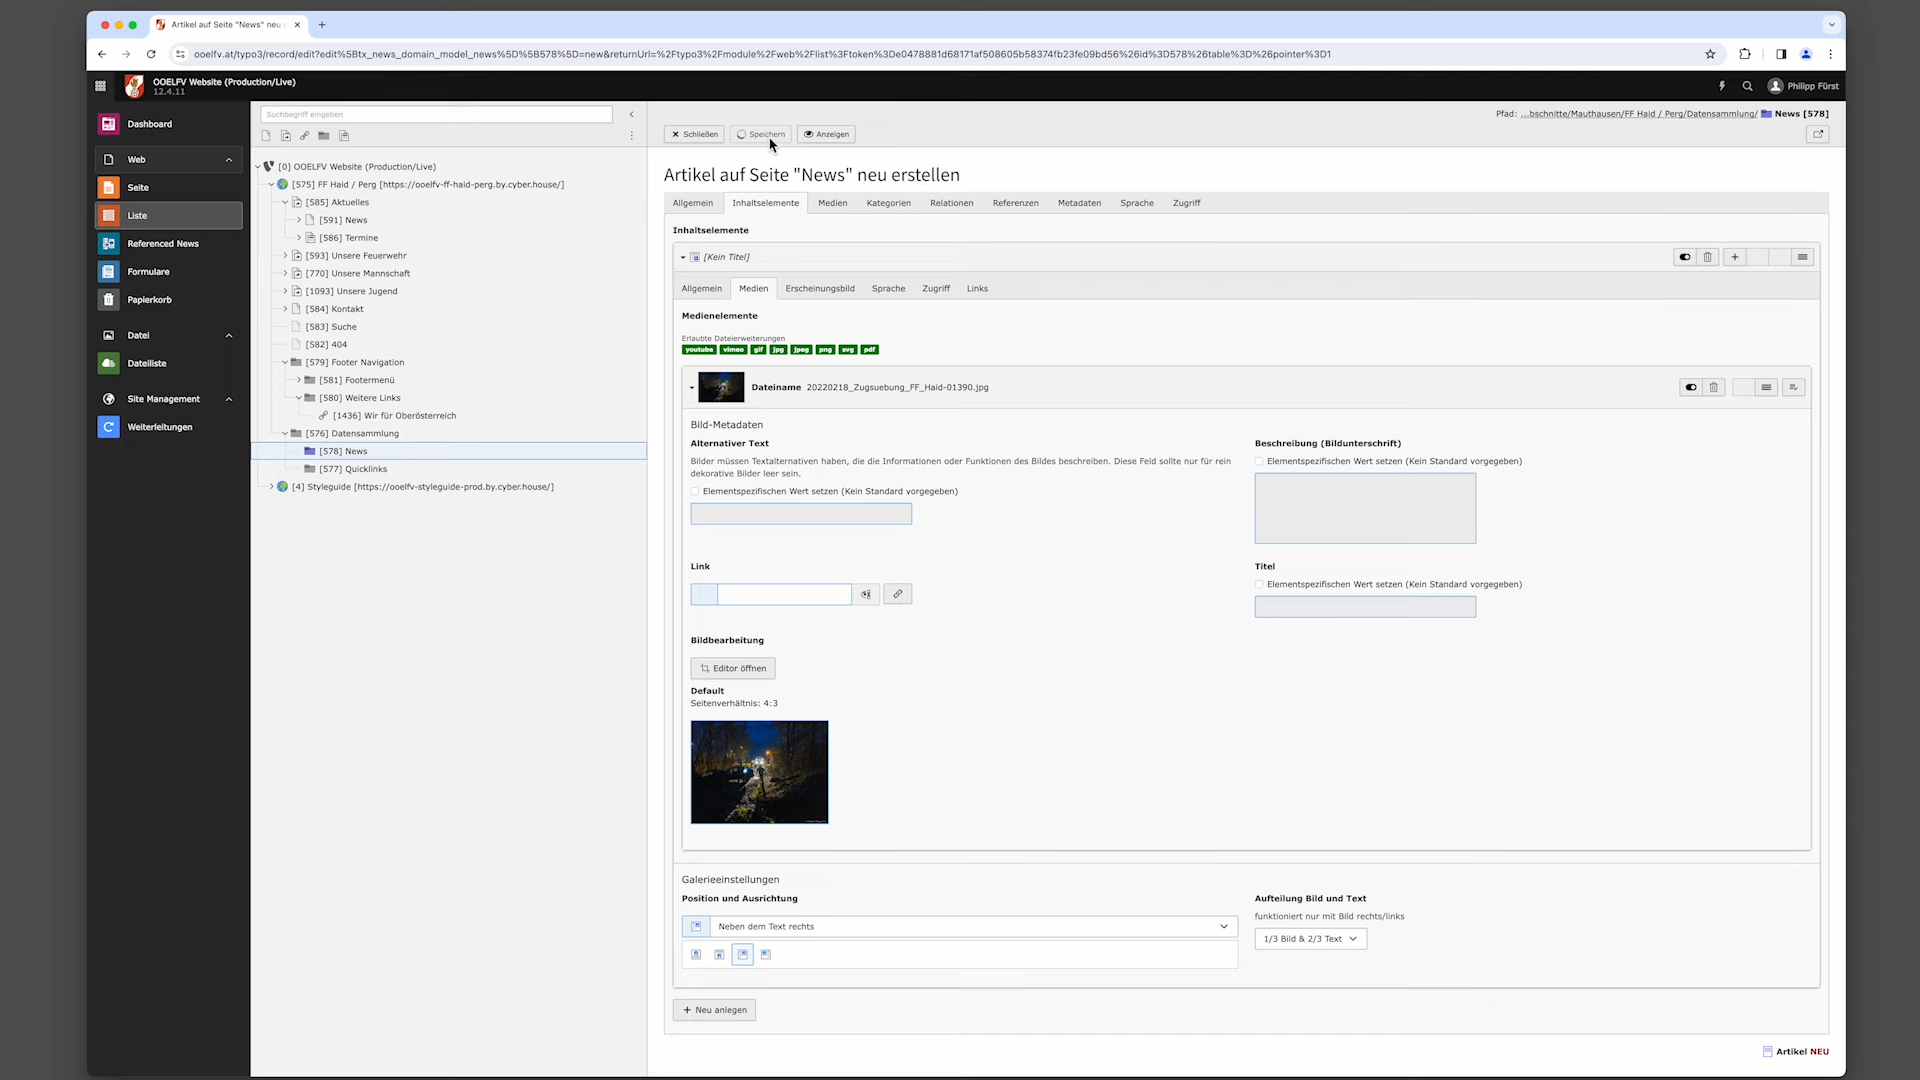 Artikel auf Seite "News" neu
ooelfv.at/typo3/record/edit?edit%5Btx_news_domain_model_news%5D%5B578%5D=new&returnUrl=%2Ftypo3%2Fmodule%2Fweb%2Flist%3Ftoken%3De0478881d68171af508605b58374fb23fe09bd56%26id%3D578%26table%3D%26pointer%3D1
OOELFV Website (Production/Live)
12.4.11
Philipp Fürst
Dashboard
Web
Seite
Liste
Referenced News
Formulare
Papierkorb
Datei
Dateiliste
Site Management
Weiterleitungen
Suchbegriff eingeben
[0] OOELFV Website (Production/Live)
[575] FF Haid / Perg [https://ooelfv-ff-haid-perg.by.cyber.house/]
[585] Aktuelles
[591] News
[586] Termine
[593] Unsere Feuerwehr
[770] Unsere Mannschaft
[1093] Unsere Jugend
[584] Kontakt
[583] Suche
[582] 404
[579] Footer Navigation
[581] Footermenü
[580] Weitere Links
[1436] Wir für Oberösterreich
[576] Datensammlung
[578] News
[577] Quicklinks
[4] Styleguide [https://ooelfv-styleguide-prod.by.cyber.house/]
Pfad: ...bschnitte/Mauthausen/FF Haid / Perg/Datensammlung/ News [578]
Schließen Speichern Anzeigen
Artikel auf Seite "News" neu erstellen
Allgemein Inhaltselemente Medien Kategorien Relationen Referenzen Metadaten Sprache Zugriff
Inhaltselemente
[Kein Titel]
Allgemein Medien Erscheinungsbild Sprache Zugriff Links
Medienelemente
Erlaubte Dateierweiterungen
youtube vimeo gif jpg jpeg png svg pdf
Dateiname 20220218_Zugsuebung_FF_Haid-01390.jpg
Bild-Metadaten
Alternativer Text
Bilder müssen Textalternativen haben, die die Informationen oder Funktionen des Bildes beschreiben. Diese Feld sollte nur für rein
dekorative Bilder leer sein.
Elementspezifischen Wert setzen (Kein Standard vorgegeben)
Beschreibung (Bildunterschrift)
Elementspezifischen Wert setzen (Kein Standard vorgegeben)
Link
Titel
Elementspezifischen Wert setzen (Kein Standard vorgegeben)
Bildbearbeitung
Editor öffnen
Default
Seitenverhältnis: 4:3
Galerieeinstellungen
Position und Ausrichtung
Neben dem Text rechts
Aufteilung Bild und Text
funktioniert nur mit Bild rechts/links
1/3 Bild & 2/3 Text
Neu anlegen
Artikel NEU